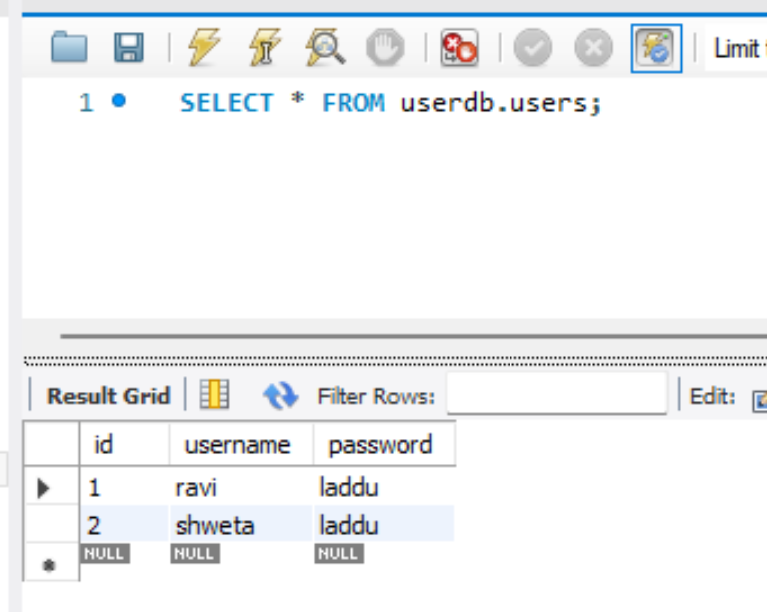 Limit
1 SELECT * FROM userdb.users;
Result Grid Filter Rows: Edit:
id username password
1 ravi laddu
2 shweta laddu
NULL NULL NULL